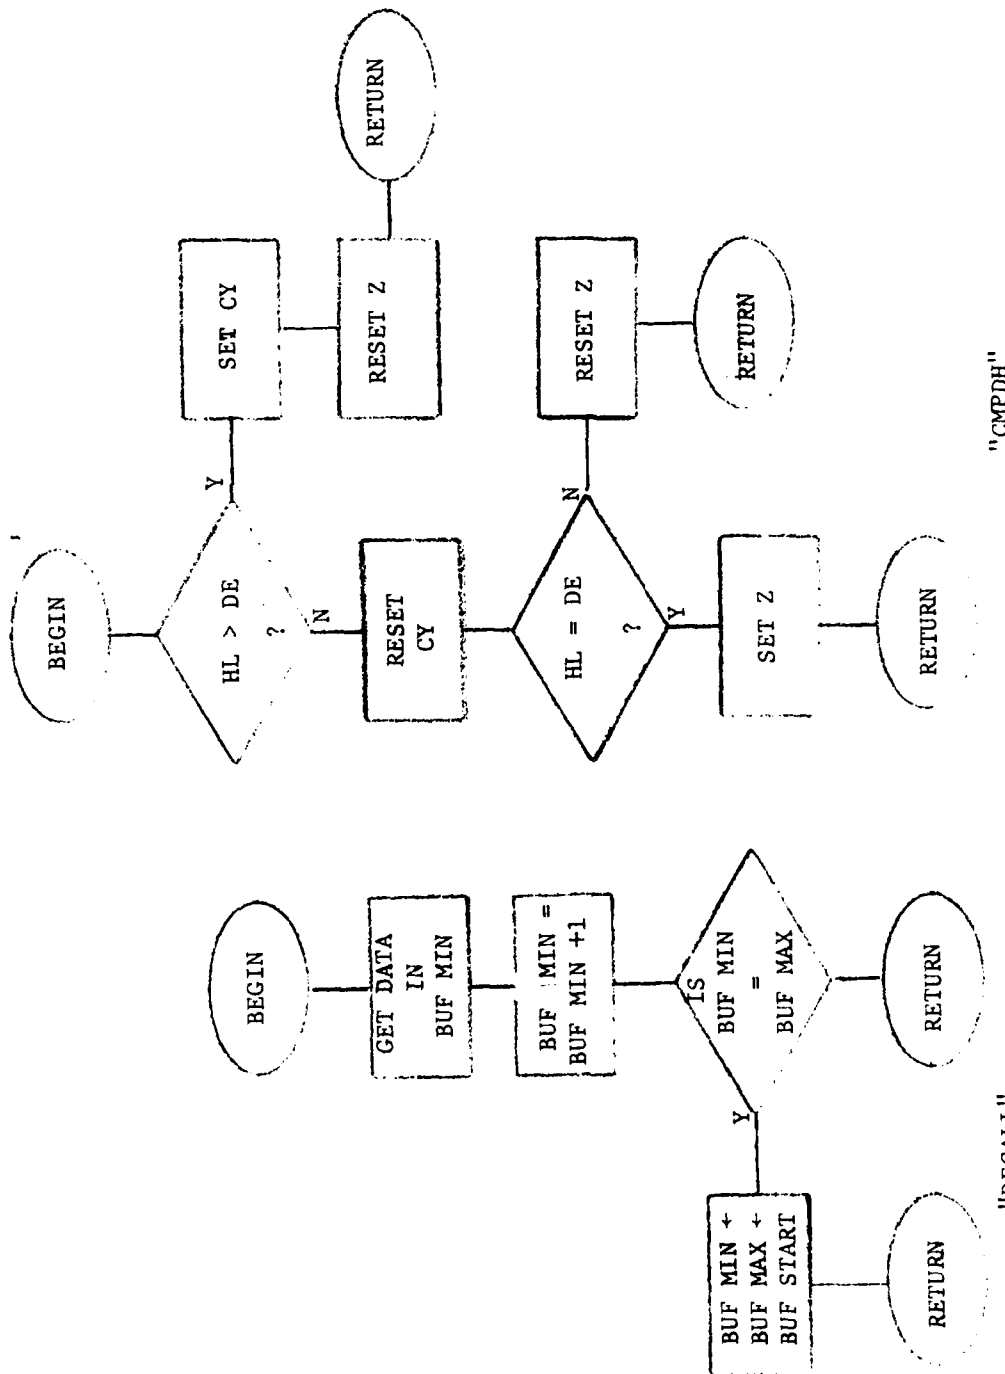 BEGIN
GET DATA
IN
BUF MIN
BUF MIN =
BUF MIN +1
IS
BUF MIN
=
BUF MAX
Y
BUF MIN ←
BUF MAX ←
BUF START
RETURN
RETURN
"RECALL"
BEGIN
HL > DE
?
Y
SET CY
RESET Z
RETURN
N
RESET
CY
HL = DE
?
N
RESET Z
RETURN
Y
SET Z
RETURN
"CMPDH"